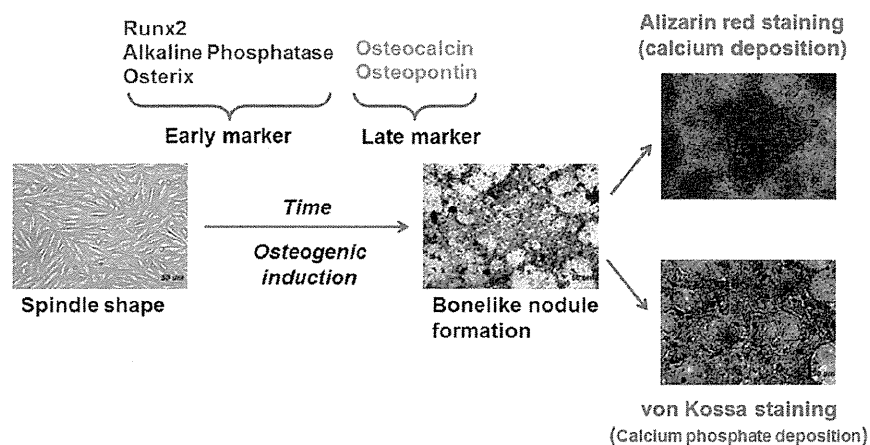 Runx2
Alkaline Phosphatase
Osterix
Osteocalcin
Osteopontin
Early marker
Late marker
Alizarin red staining
(calcium deposition)
Time
Osteogenic
induction
Spindle shape
Bonelike nodule
formation
von Kossa staining
(Calcium phosphate deposition)